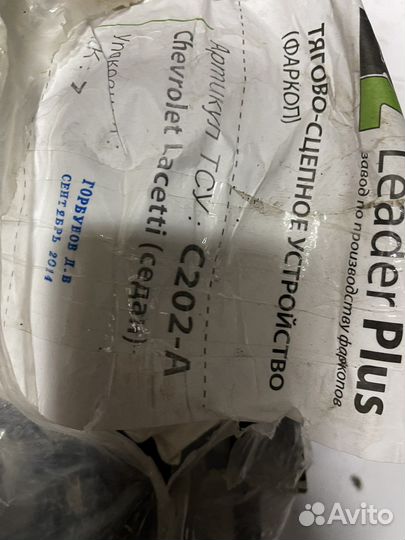 Leader Plus
завод по производству фаркопов
ТЯГОВО-СЦЕПНОЕ УСТРОЙСТВО
(ФАРКОП)
Артикул ТСУ: C202-A
Chevrolet Lacetti (седан)
ГОРБУНОВ Д.В
СЕНТЯБРЬ 2014
Avito